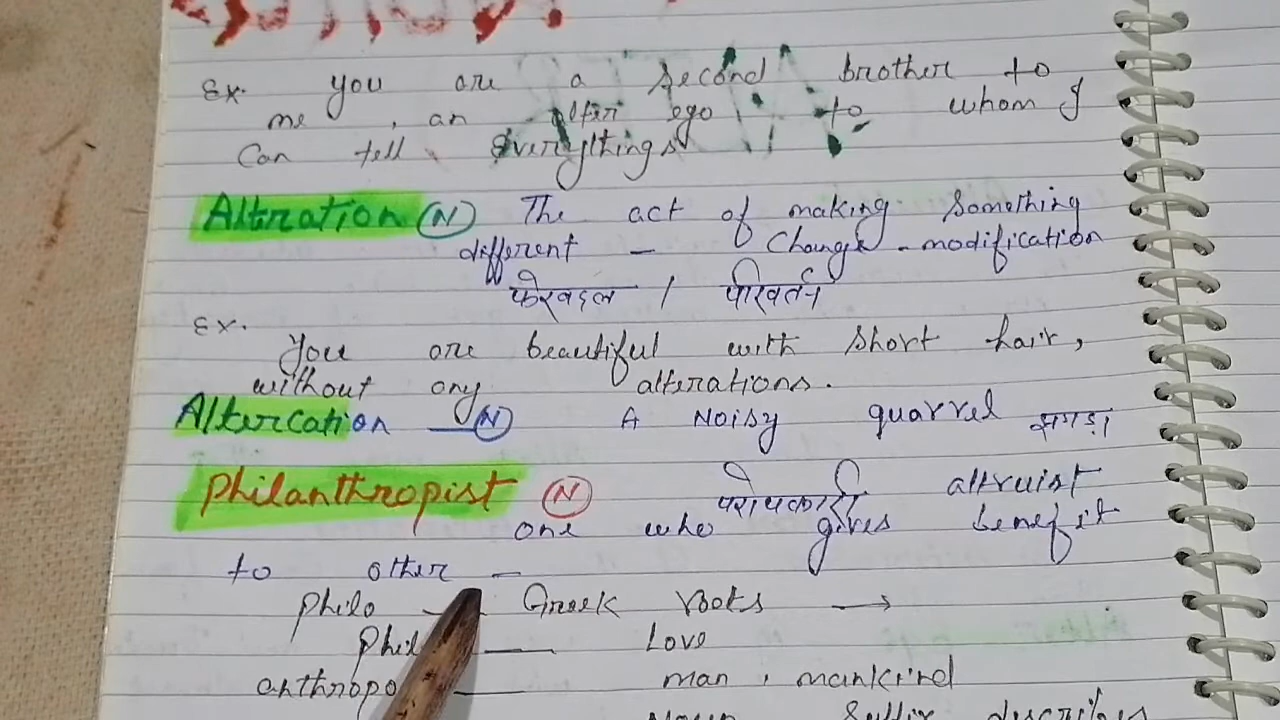 Ex. You are a second brother to
me, an alter ego to whom I
Can tell everythings
Alteration (N) The act of making something
different - Change - modification
फेरबदल / परिवर्तन
Ex.
You are beautiful with short hair,
without any alterations.
Altercation — (N) A Noisy quarrel झगड़ा
Philanthropist (N) परोपकारी altruist
one who gives benefit
to other -
Philo — Greek roots →
Phil — Love
anthropo — man, mankind
Noun Suffix describes